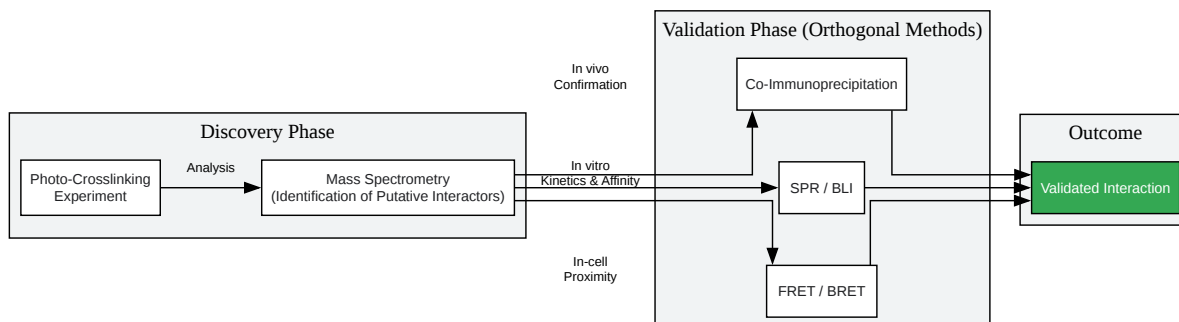 Discovery Phase
Photo-Crosslinking
Experiment
Analysis
Mass Spectrometry
(Identification of Putative Interactors)
In vivo
Confirmation
In vitro
Kinetics & Affinity
In-cell
Proximity
Validation Phase (Orthogonal Methods)
Co-Immunoprecipitation
SPR / BLI
FRET / BRET
Outcome
Validated Interaction